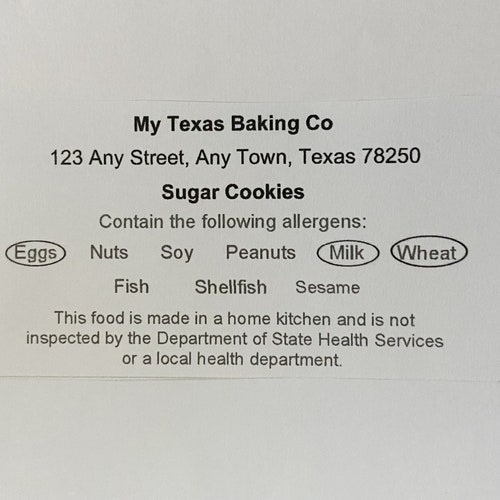 My Texas Baking Co
123 Any Street, Any Town, Texas 78250
Sugar Cookies
Contain the following allergens:
Eggs Nuts Soy Peanuts Milk Wheat
Fish Shellfish Sesame
This food is made in a home kitchen and is not
inspected by the Department of State Health Services
or a local health department.